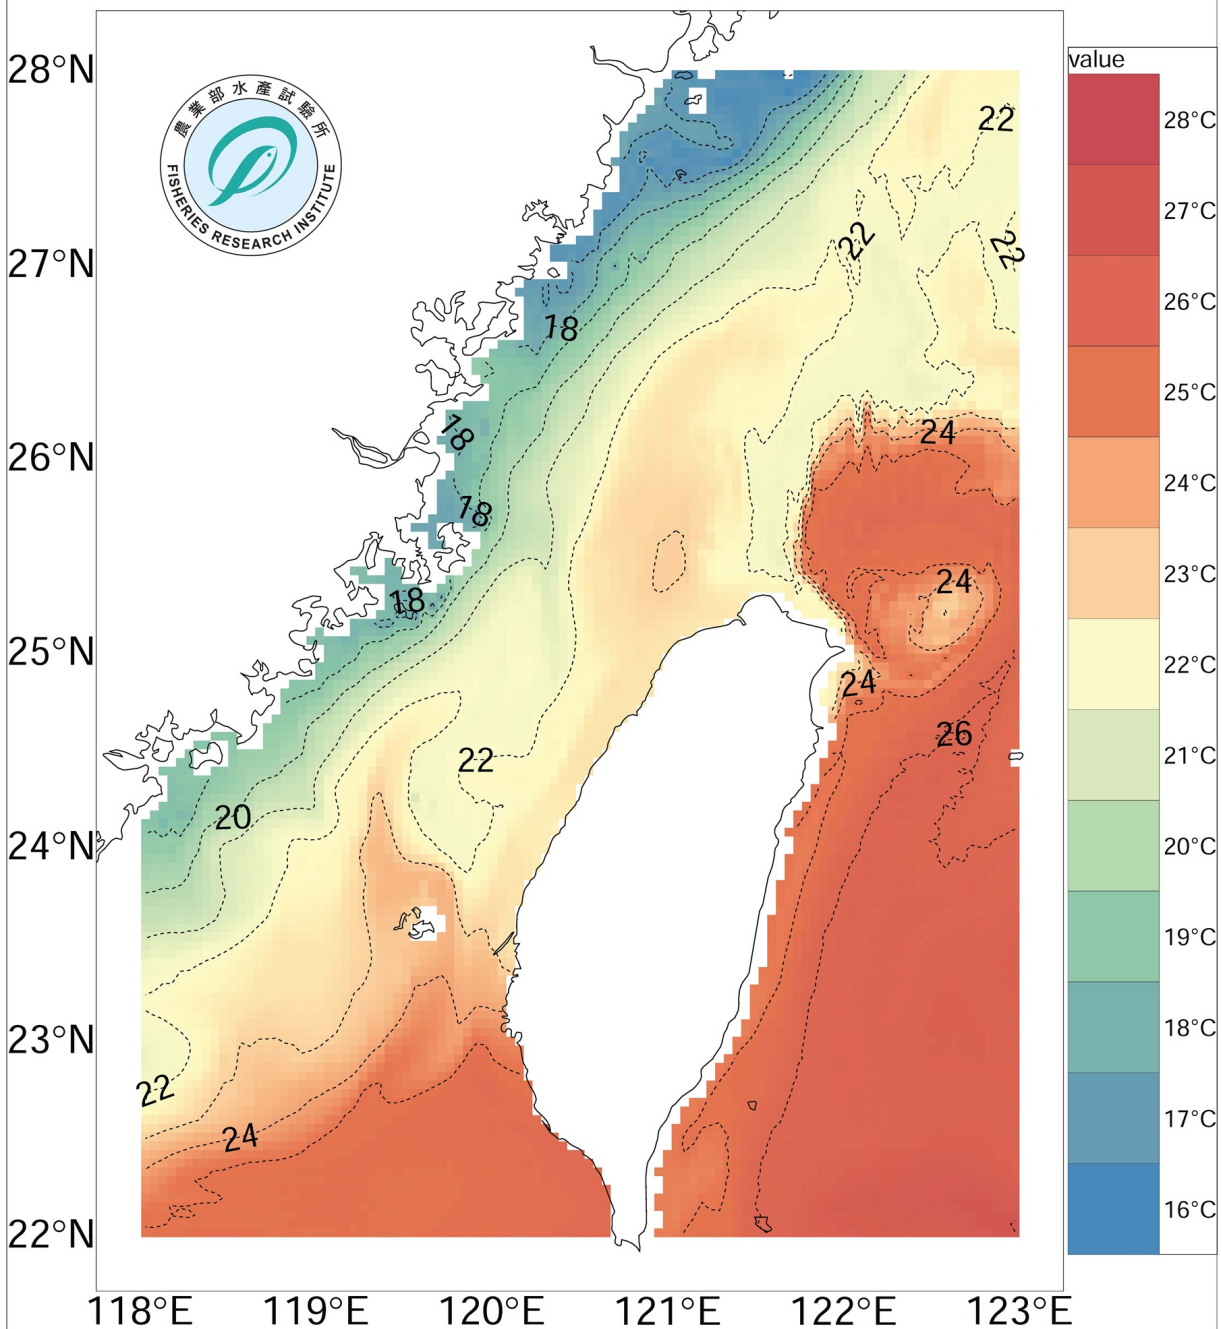 農業部水產試驗所
FISHERIES RESEARCH INSTITUTE
28°N
27°N
26°N
25°N
24°N
23°N
22°N
118°E
119°E
120°E
121°E
122°E
123°E
22
22
22
18
18
18
18
24
24
24
26
22
20
22
24
value
28°C
27°C
26°C
25°C
24°C
23°C
22°C
21°C
20°C
19°C
18°C
17°C
16°C